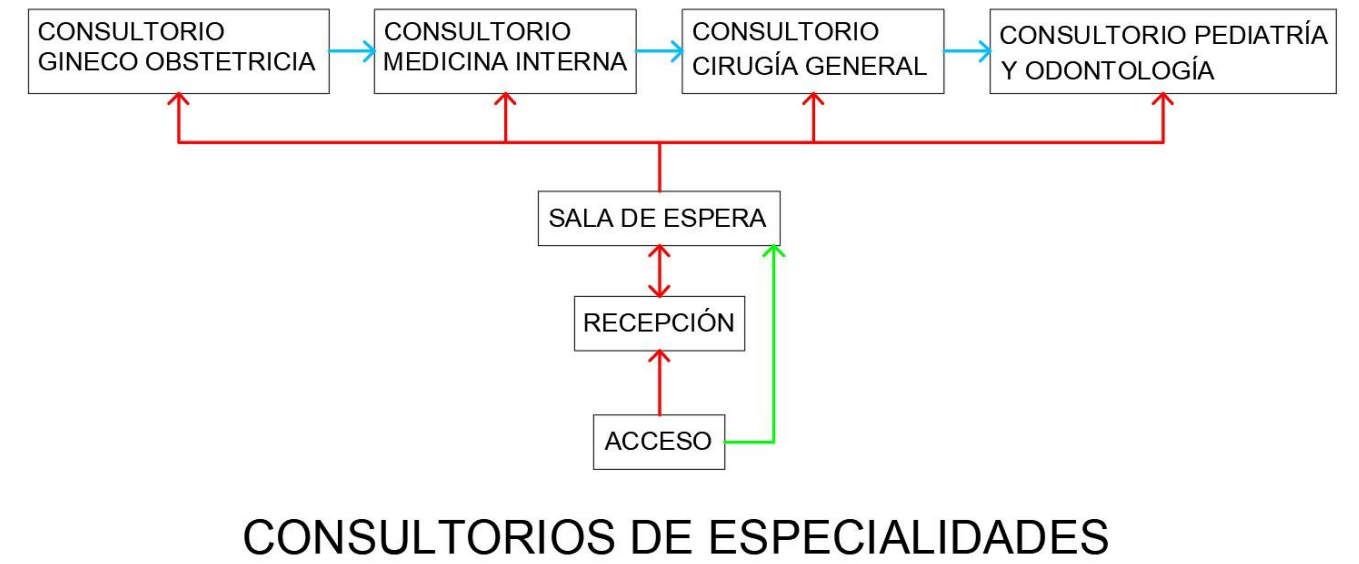 CONSULTORIO
GINECO OBSTETRICIA
CONSULTORIO
MEDICINA INTERNA
CONSULTORIO
CIRUGÍA GENERAL
CONSULTORIO PEDIATRÍA
Y ODONTOLOGÍA
SALA DE ESPERA
RECEPCIÓN
ACCESO
CONSULTORIOS DE ESPECIALIDADES